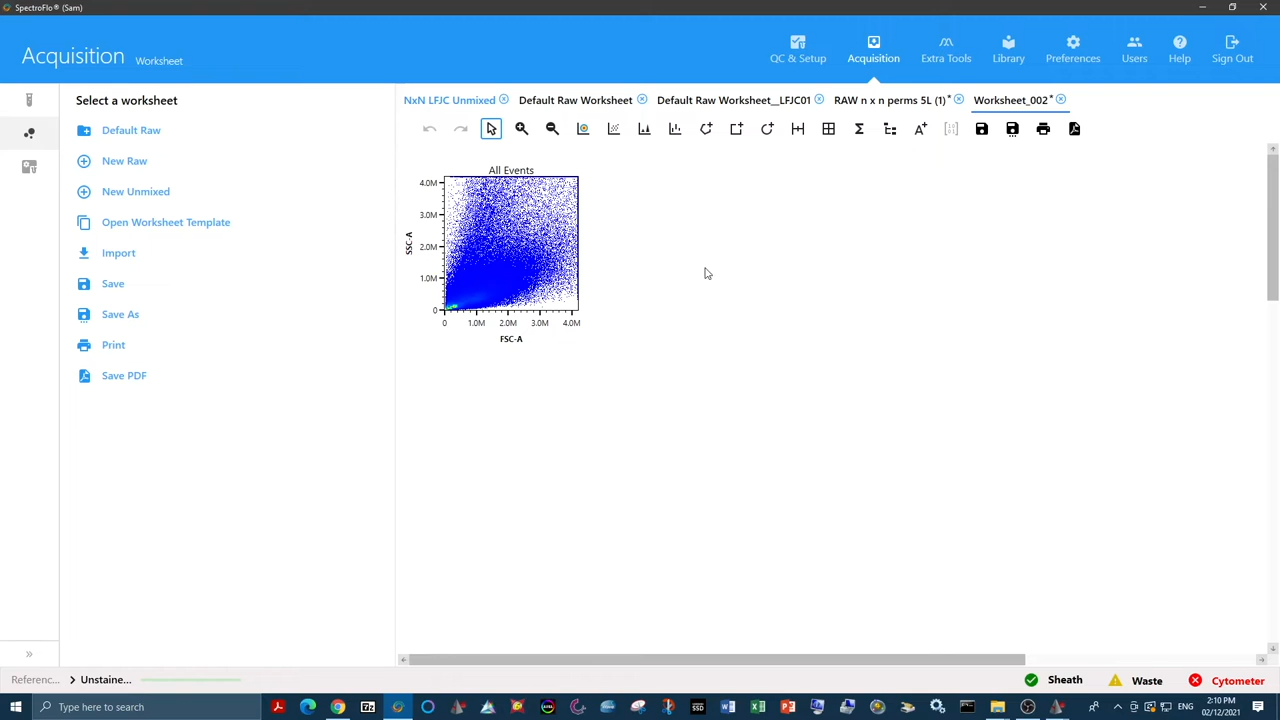 SpectroFlo® (Sam)
Acquisition Worksheet
QC & Setup
Acquisition
Extra Tools
Library
Preferences
Users
Help
Sign Out
Select a worksheet
Default Raw
New Raw
New Unmixed
Open Worksheet Template
Import
Save
Save As
Print
Save PDF
NxN LFJC Unmixed
Default Raw Worksheet
Default Raw Worksheet__LFJC01
RAW n x n perms 5L (1)*
Worksheet_002*
All Events
4.0M
3.0M
2.0M
1.0M
0
SSC-A
0 1.0M 2.0M 3.0M 4.0M
FSC-A
Referenc... > Unstaine...
Sheath
Waste
Cytometer
Type here to search
ENG
2:10 PM
02/12/2021